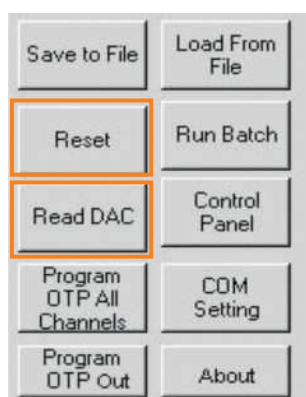 Save to File
Load From
File
Reset
Run Batch
Read DAC
Control
Panel
Program
OTP All
Channels
COM
Setting
Program
OTP Out
About